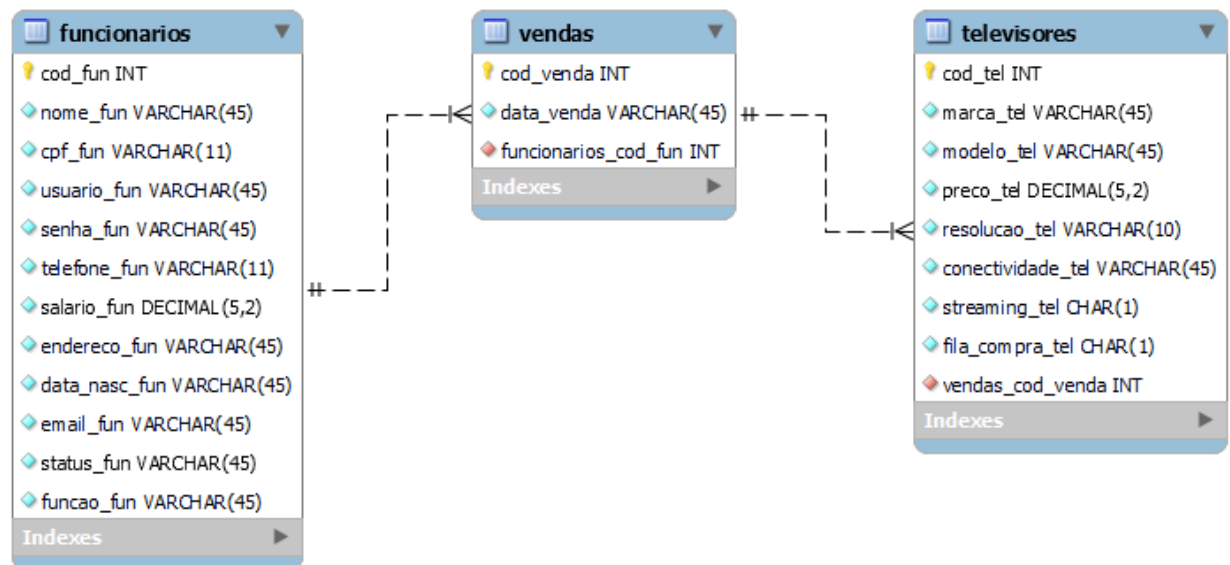 funcionarios
cod_fun INT
nome_fun VARCHAR(45)
cpf_fun VARCHAR(11)
usuario_fun VARCHAR(45)
senha_fun VARCHAR(45)
telefone_fun VARCHAR(11)
salario_fun DECIMAL(5,2)
endereco_fun VARCHAR(45)
data_nasc_fun VARCHAR(45)
email_fun VARCHAR(45)
status_fun VARCHAR(45)
funcao_fun VARCHAR(45)
Indexes
vendas
cod_venda INT
data_venda VARCHAR(45)
funcionarios_cod_fun INT
Indexes
televisores
cod_tel INT
marca_tel VARCHAR(45)
modelo_tel VARCHAR(45)
preco_tel DECIMAL(5,2)
resolucao_tel VARCHAR(10)
conectividade_tel VARCHAR(45)
streaming_tel CHAR(1)
fila_compra_tel CHAR(1)
vendas_cod_venda INT
Indexes